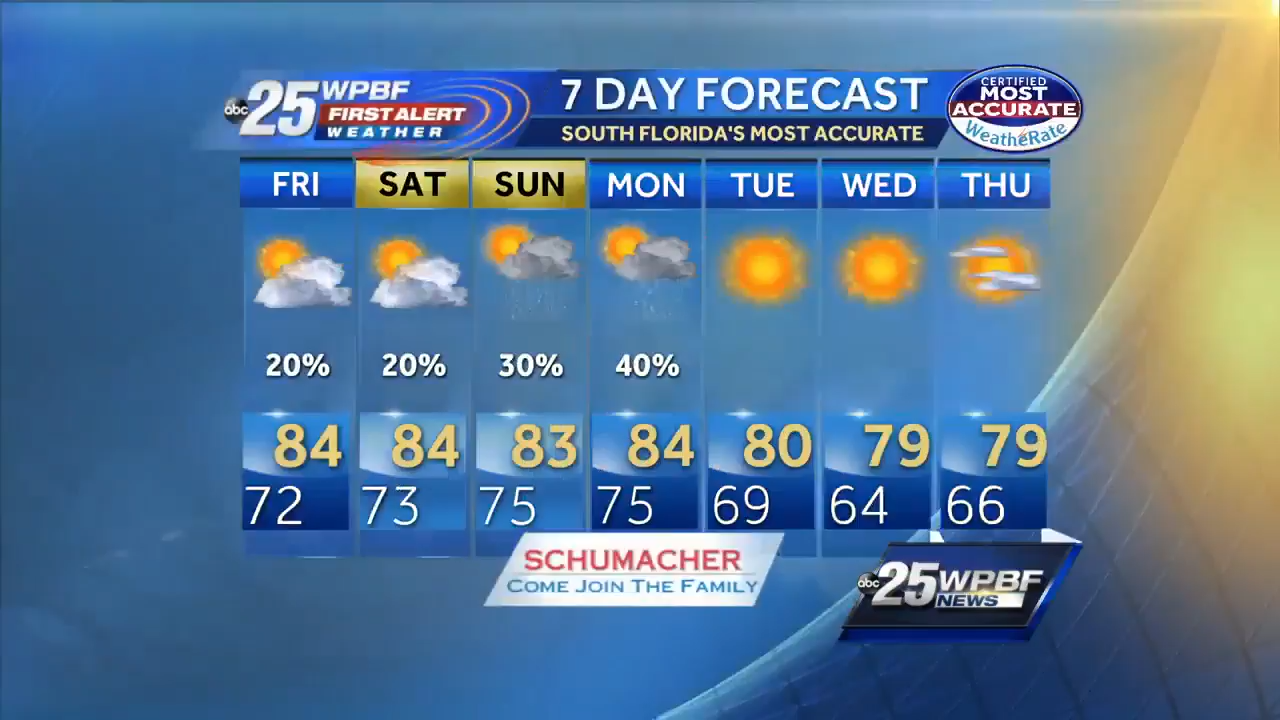 abc 25 WPBF
FIRST ALERT
WEATHER
7 DAY FORECAST
SOUTH FLORIDA'S MOST ACCURATE
CERTIFIED
MOST
ACCURATE
WeatheRate
FRI SAT SUN MON TUE WED THU
20% 20% 30% 40%
84 84 83 84 80 79 79
72 73 75 75 69 64 66
SCHUMACHER
COME JOIN THE FAMILY
abc 25 WPBF
NEWS